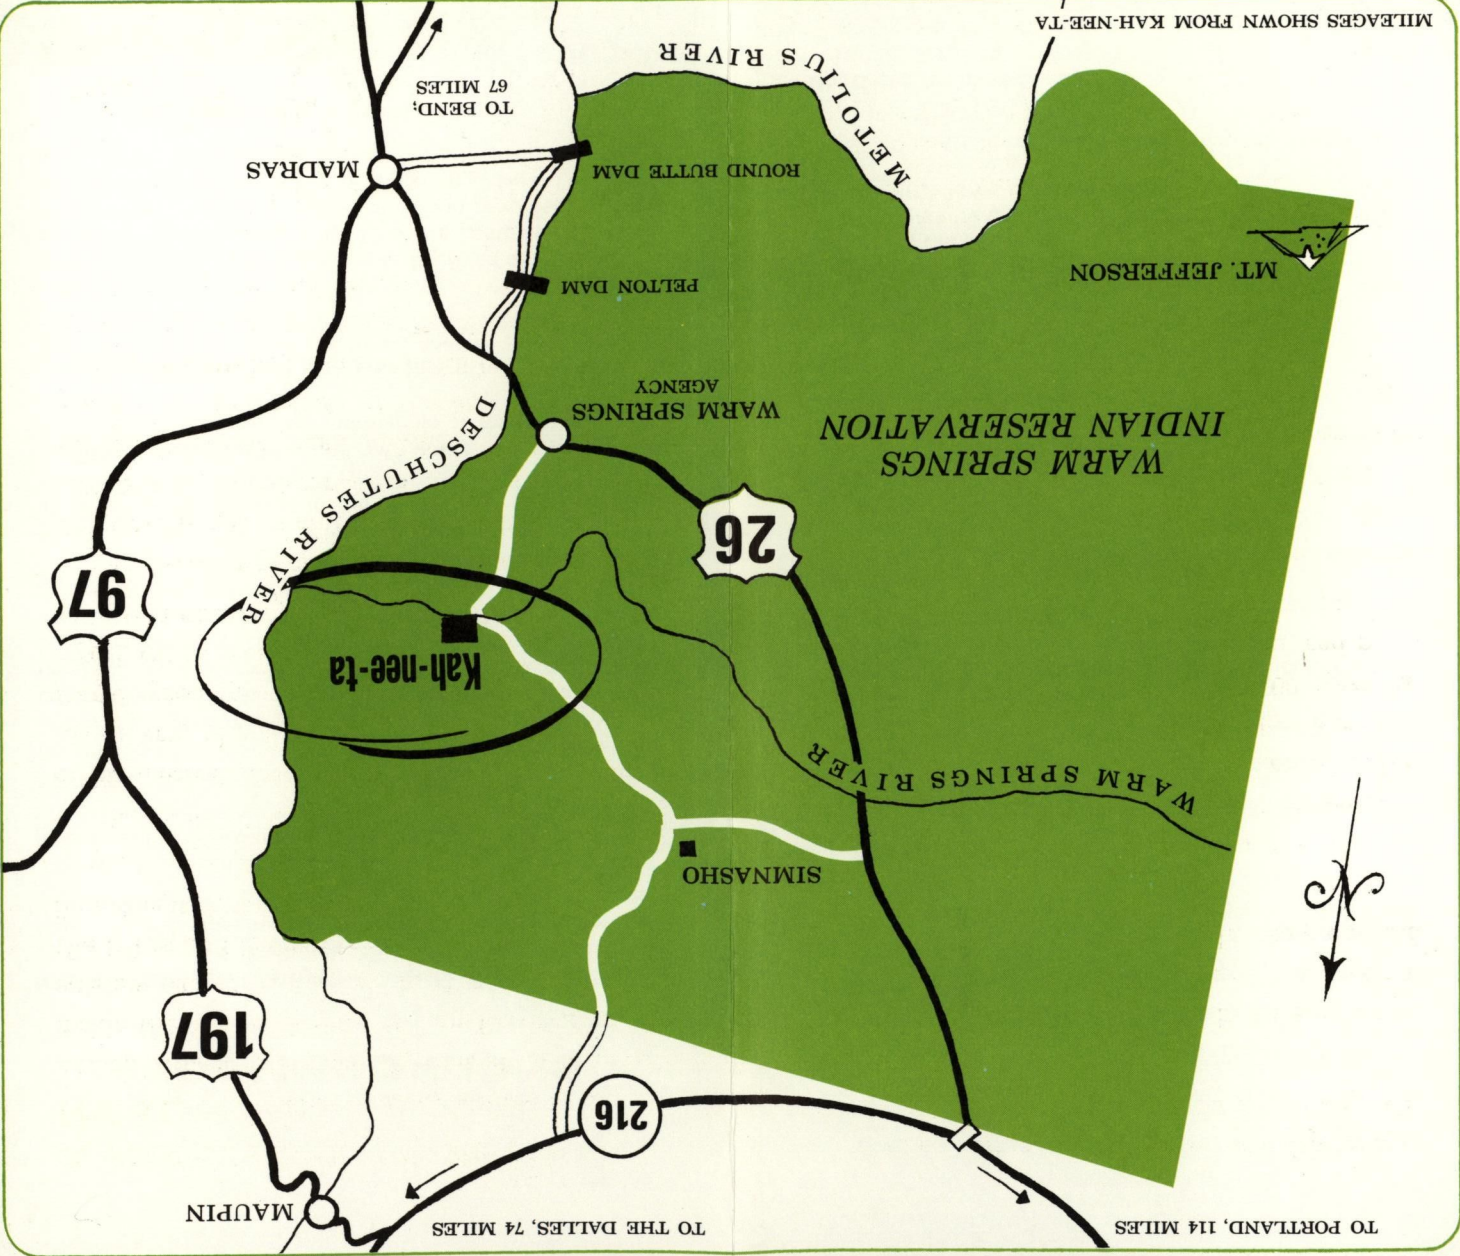 TO PORTLAND, 114 MILES
TO THE DALLES, 74 MILES
MAUPIN
216
197
SIMNASHO
WARM SPRINGS RIVER
Kah-nee-ta
97
26
DESCHUTES RIVER
WARM SPRINGS
INDIAN RESERVATION
WARM SPRINGS
AGENCY
PELTON DAM
MT. JEFFERSON
ROUND BUTTE DAM
MADRAS
METOLIUS RIVER
TO BEND;
67 MILES
MILEAGES SHOWN FROM KAH-NEE-TA
N